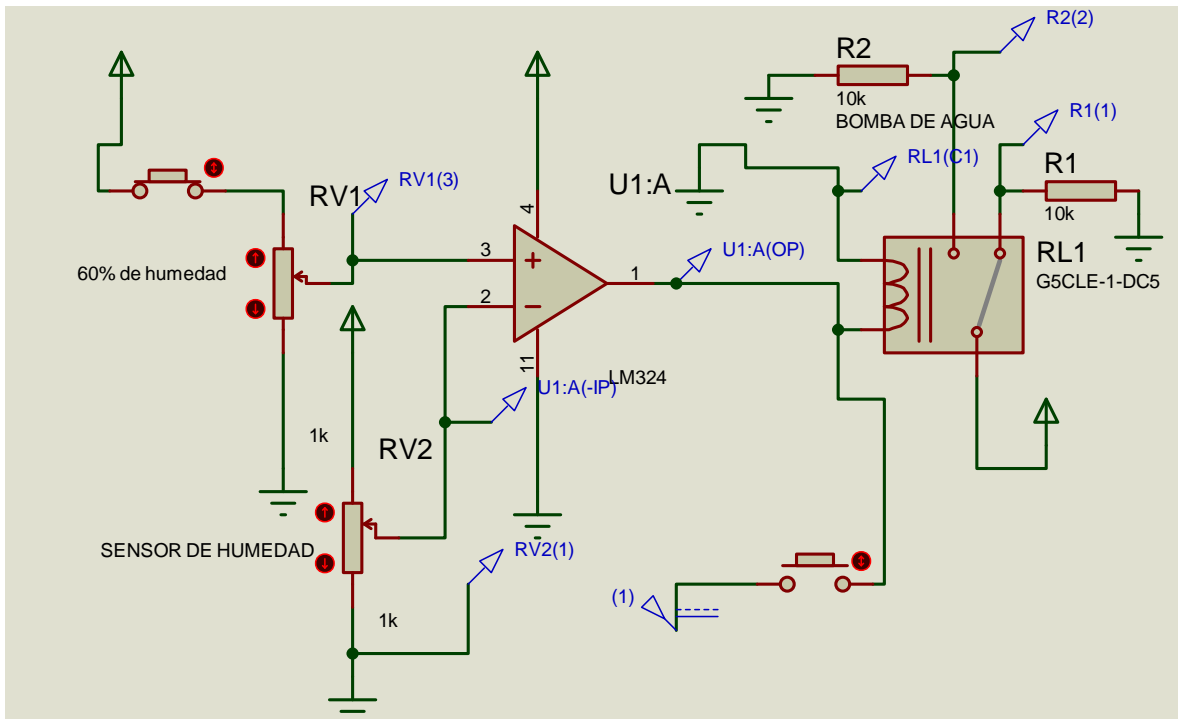 R2(2)
R2
10k
BOMBA DE AGUA
R1(1)
R1
10k
RL1(C1)
U1:A
RV1(3)
RV1
4
3
2
1
11
U1:A(OP)
RL1
G5CLE-1-DC5
60% de humedad
LM324
U1:A(-IP)
1k
RV2
SENSOR DE HUMEDAD
RV2(1)
(1)
1k